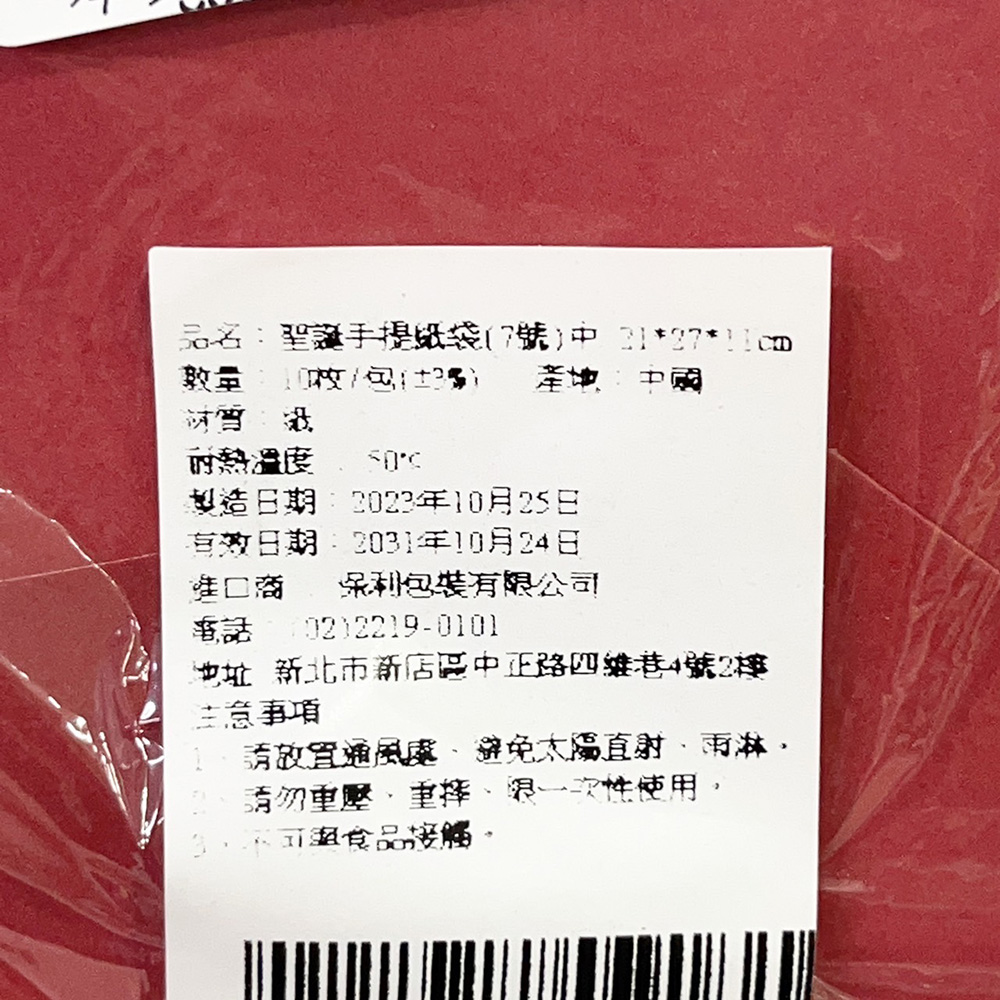 品名：聖誕手提紙袋(7號)中 21*27*11cm
數量：10枚/包(±3%) 產地：中國
材質：紙
耐熱溫度：50℃
製造日期：2023年10月25日
有效日期：2031年10月24日
進口商：保利包裝有限公司
電話：(02)2219-0101
地址 新北市新店區中正路四維巷4號2樓
注意事項
1、請放置通風處、避免太陽直射、雨淋。
2、請勿重壓、重摔、限一次性使用。
3、不可與食品接觸。